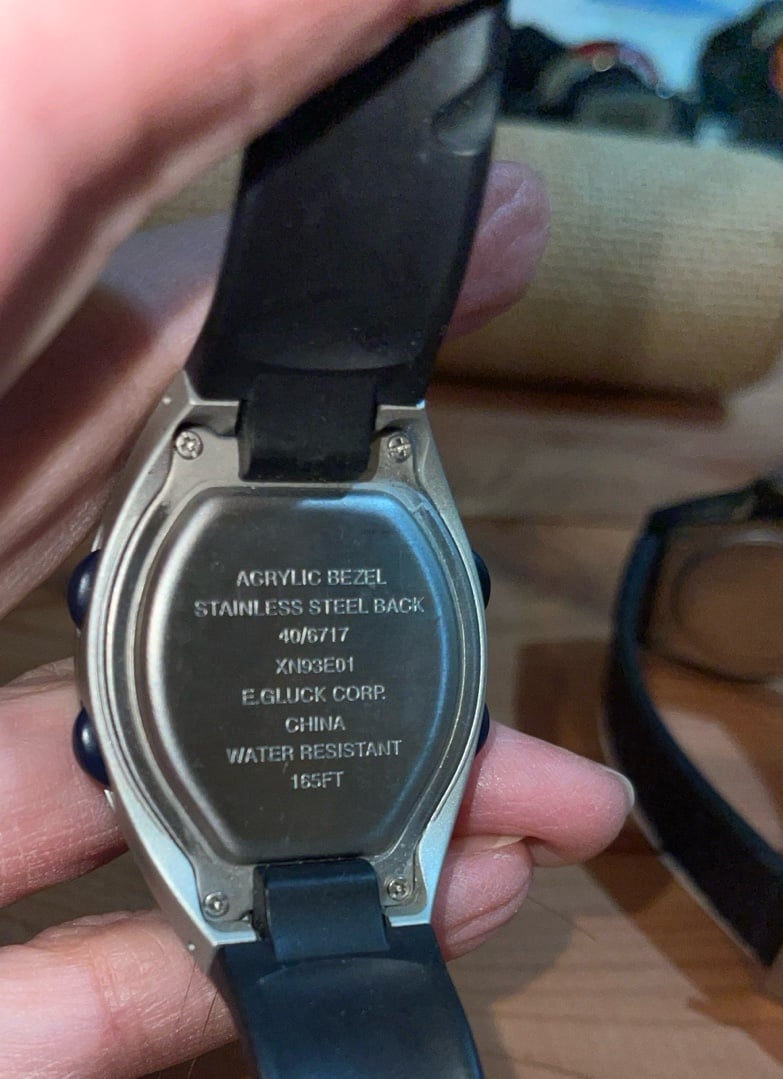 ACRYLIC BEZEL
STAINLESS STEEL BACK
40/6717
XN93E01
E.GLUCK CORP.
CHINA
WATER RESISTANT
165FT